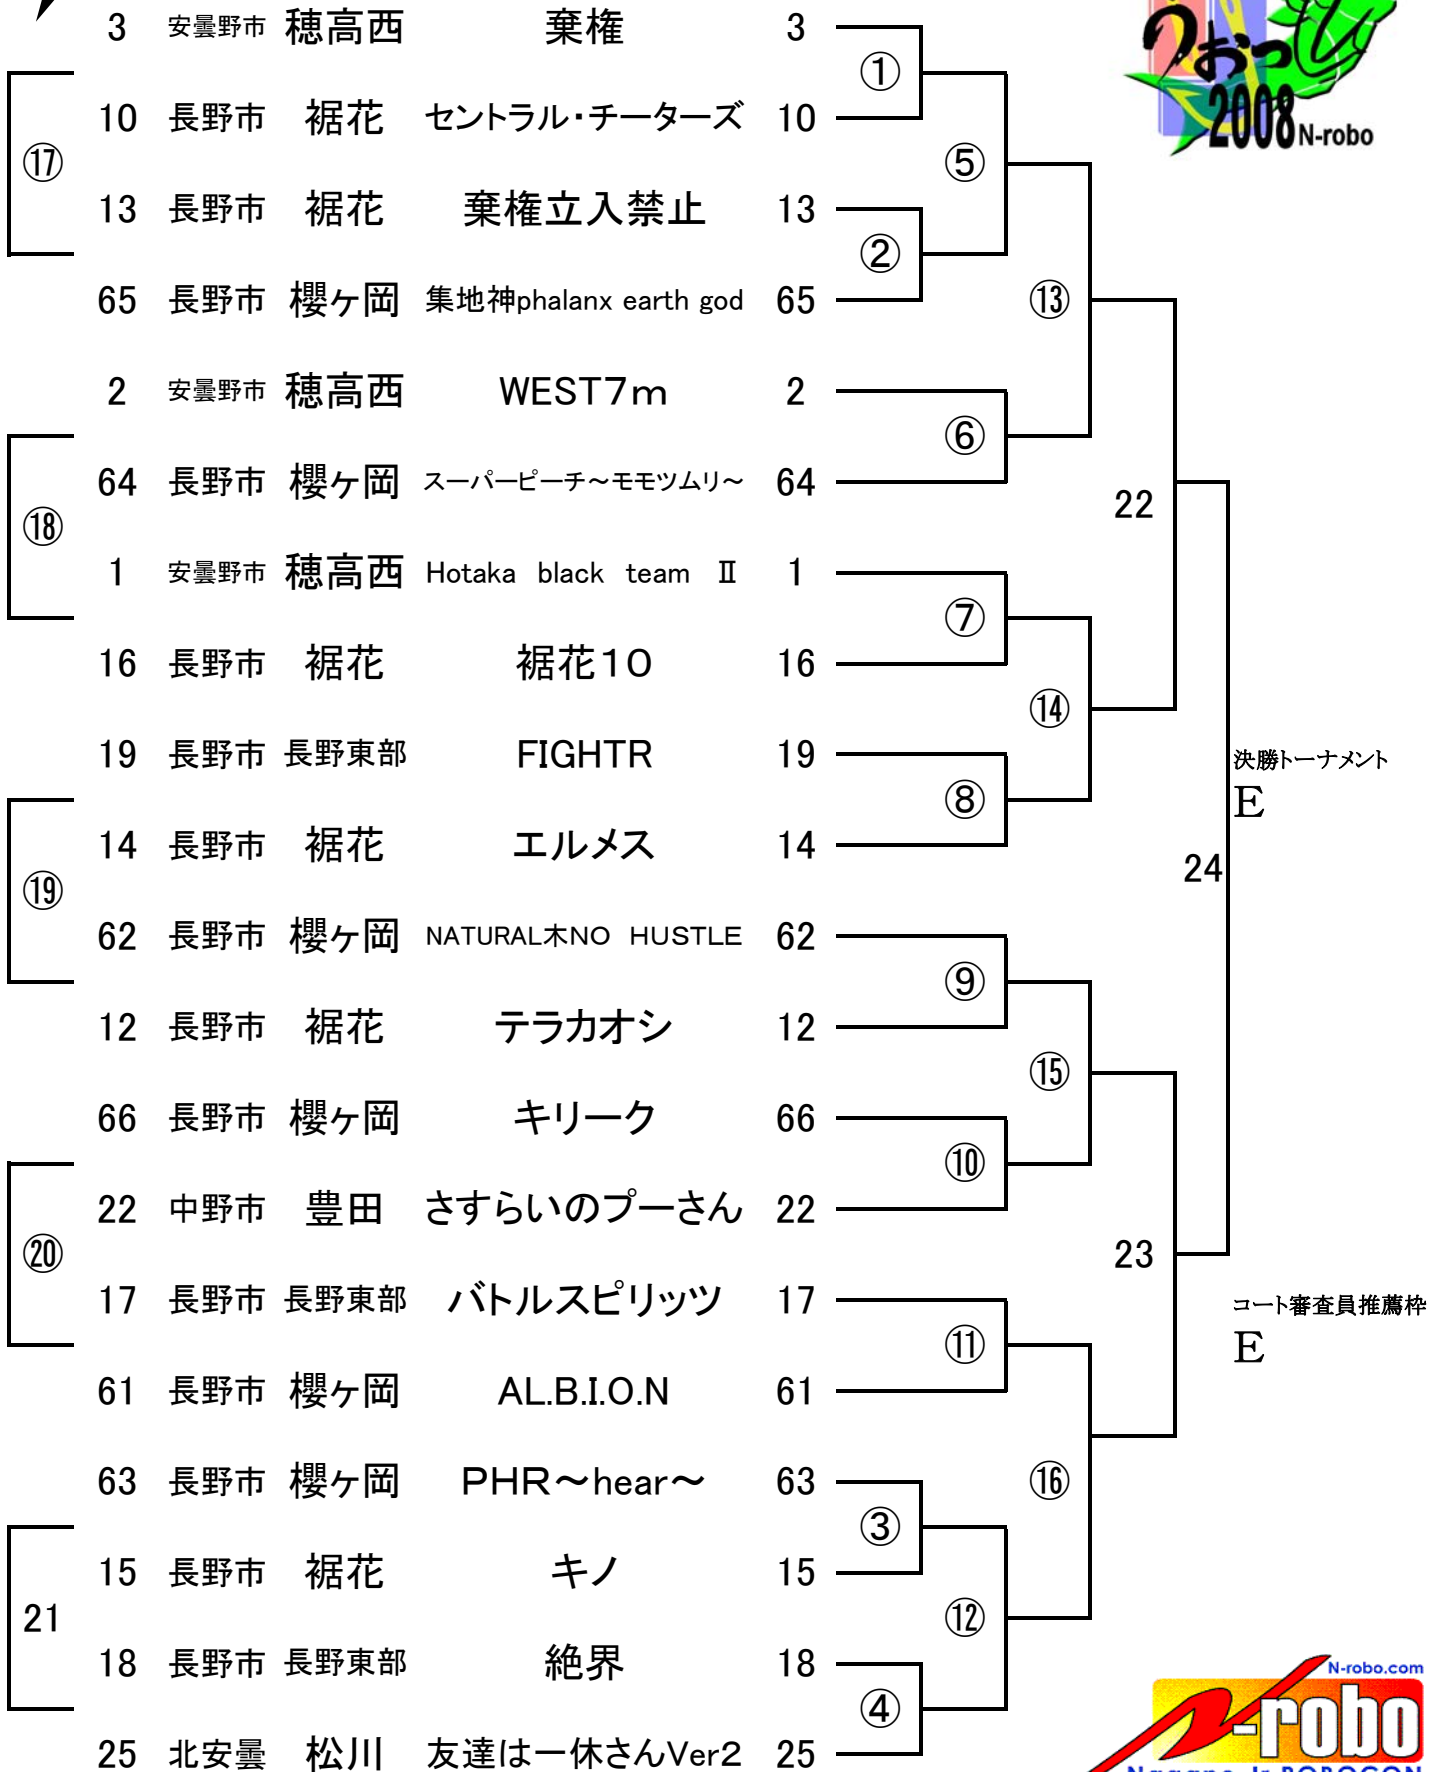 うおっし
2008 N-robo
3 安曇野市 穂高西 棄権 3
①
10 長野市 裾花 セントラル・チーターズ 10
⑰
⑤
13 長野市 裾花 棄権立入禁止 13
②
65 長野市 櫻ヶ岡 集地神phalanx earth god 65
⑬
2 安曇野市 穂高西 WEST7m 2
⑥
64 長野市 櫻ヶ岡 スーパーピーチ～モモツムリ～ 64
22
⑱
1 安曇野市 穂高西 Hotaka black team Ⅱ 1
⑦
16 長野市 裾花 裾花10 16
⑭
19 長野市 長野東部 FIGHTR 19
決勝トーナメント
E
⑧
14 長野市 裾花 エルメス 14
24
⑲
62 長野市 櫻ヶ岡 NATURAL木NO HUSTLE 62
⑨
12 長野市 裾花 テラカオシ 12
⑮
66 長野市 櫻ヶ岡 キリーク 66
⑩
22 中野市 豊田 さすらいのプーさん 22
⑳
23
17 長野市 長野東部 バトルスピリッツ 17
コート審査員推薦枠
E
⑪
61 長野市 櫻ヶ岡 AL.B.I.O.N 61
63 長野市 櫻ヶ岡 PHR～hear～ 63
⑯
③
15 長野市 裾花 キノ 15
21
⑫
18 長野市 長野東部 絶界 18
N-robo.com
④
N-robo
25 北安曇 松川 友達は一休さんVer2 25
Nagano Jr.ROBOCON